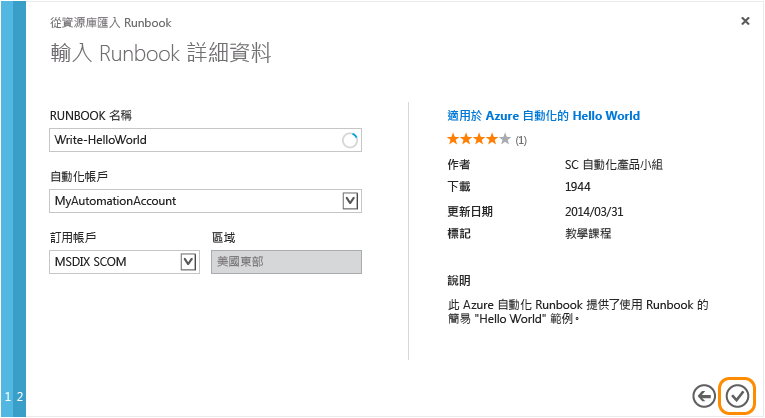 從資源庫匯入 Runbook
輸入 Runbook 詳細資料
RUNBOOK 名稱
Write-HelloWorld
自動化帳戶
MyAutomationAccount
訂用帳戶
區域
MSDIX SCOM
美國東部
適用於 Azure 自動化的 Hello World
(1)
作者
SC 自動化產品小組
下載
1944
更新日期
2014/03/31
標記
教學課程
說明
此 Azure 自動化 Runbook 提供了使用 Runbook 的
簡易 "Hello World" 範例。
1 2